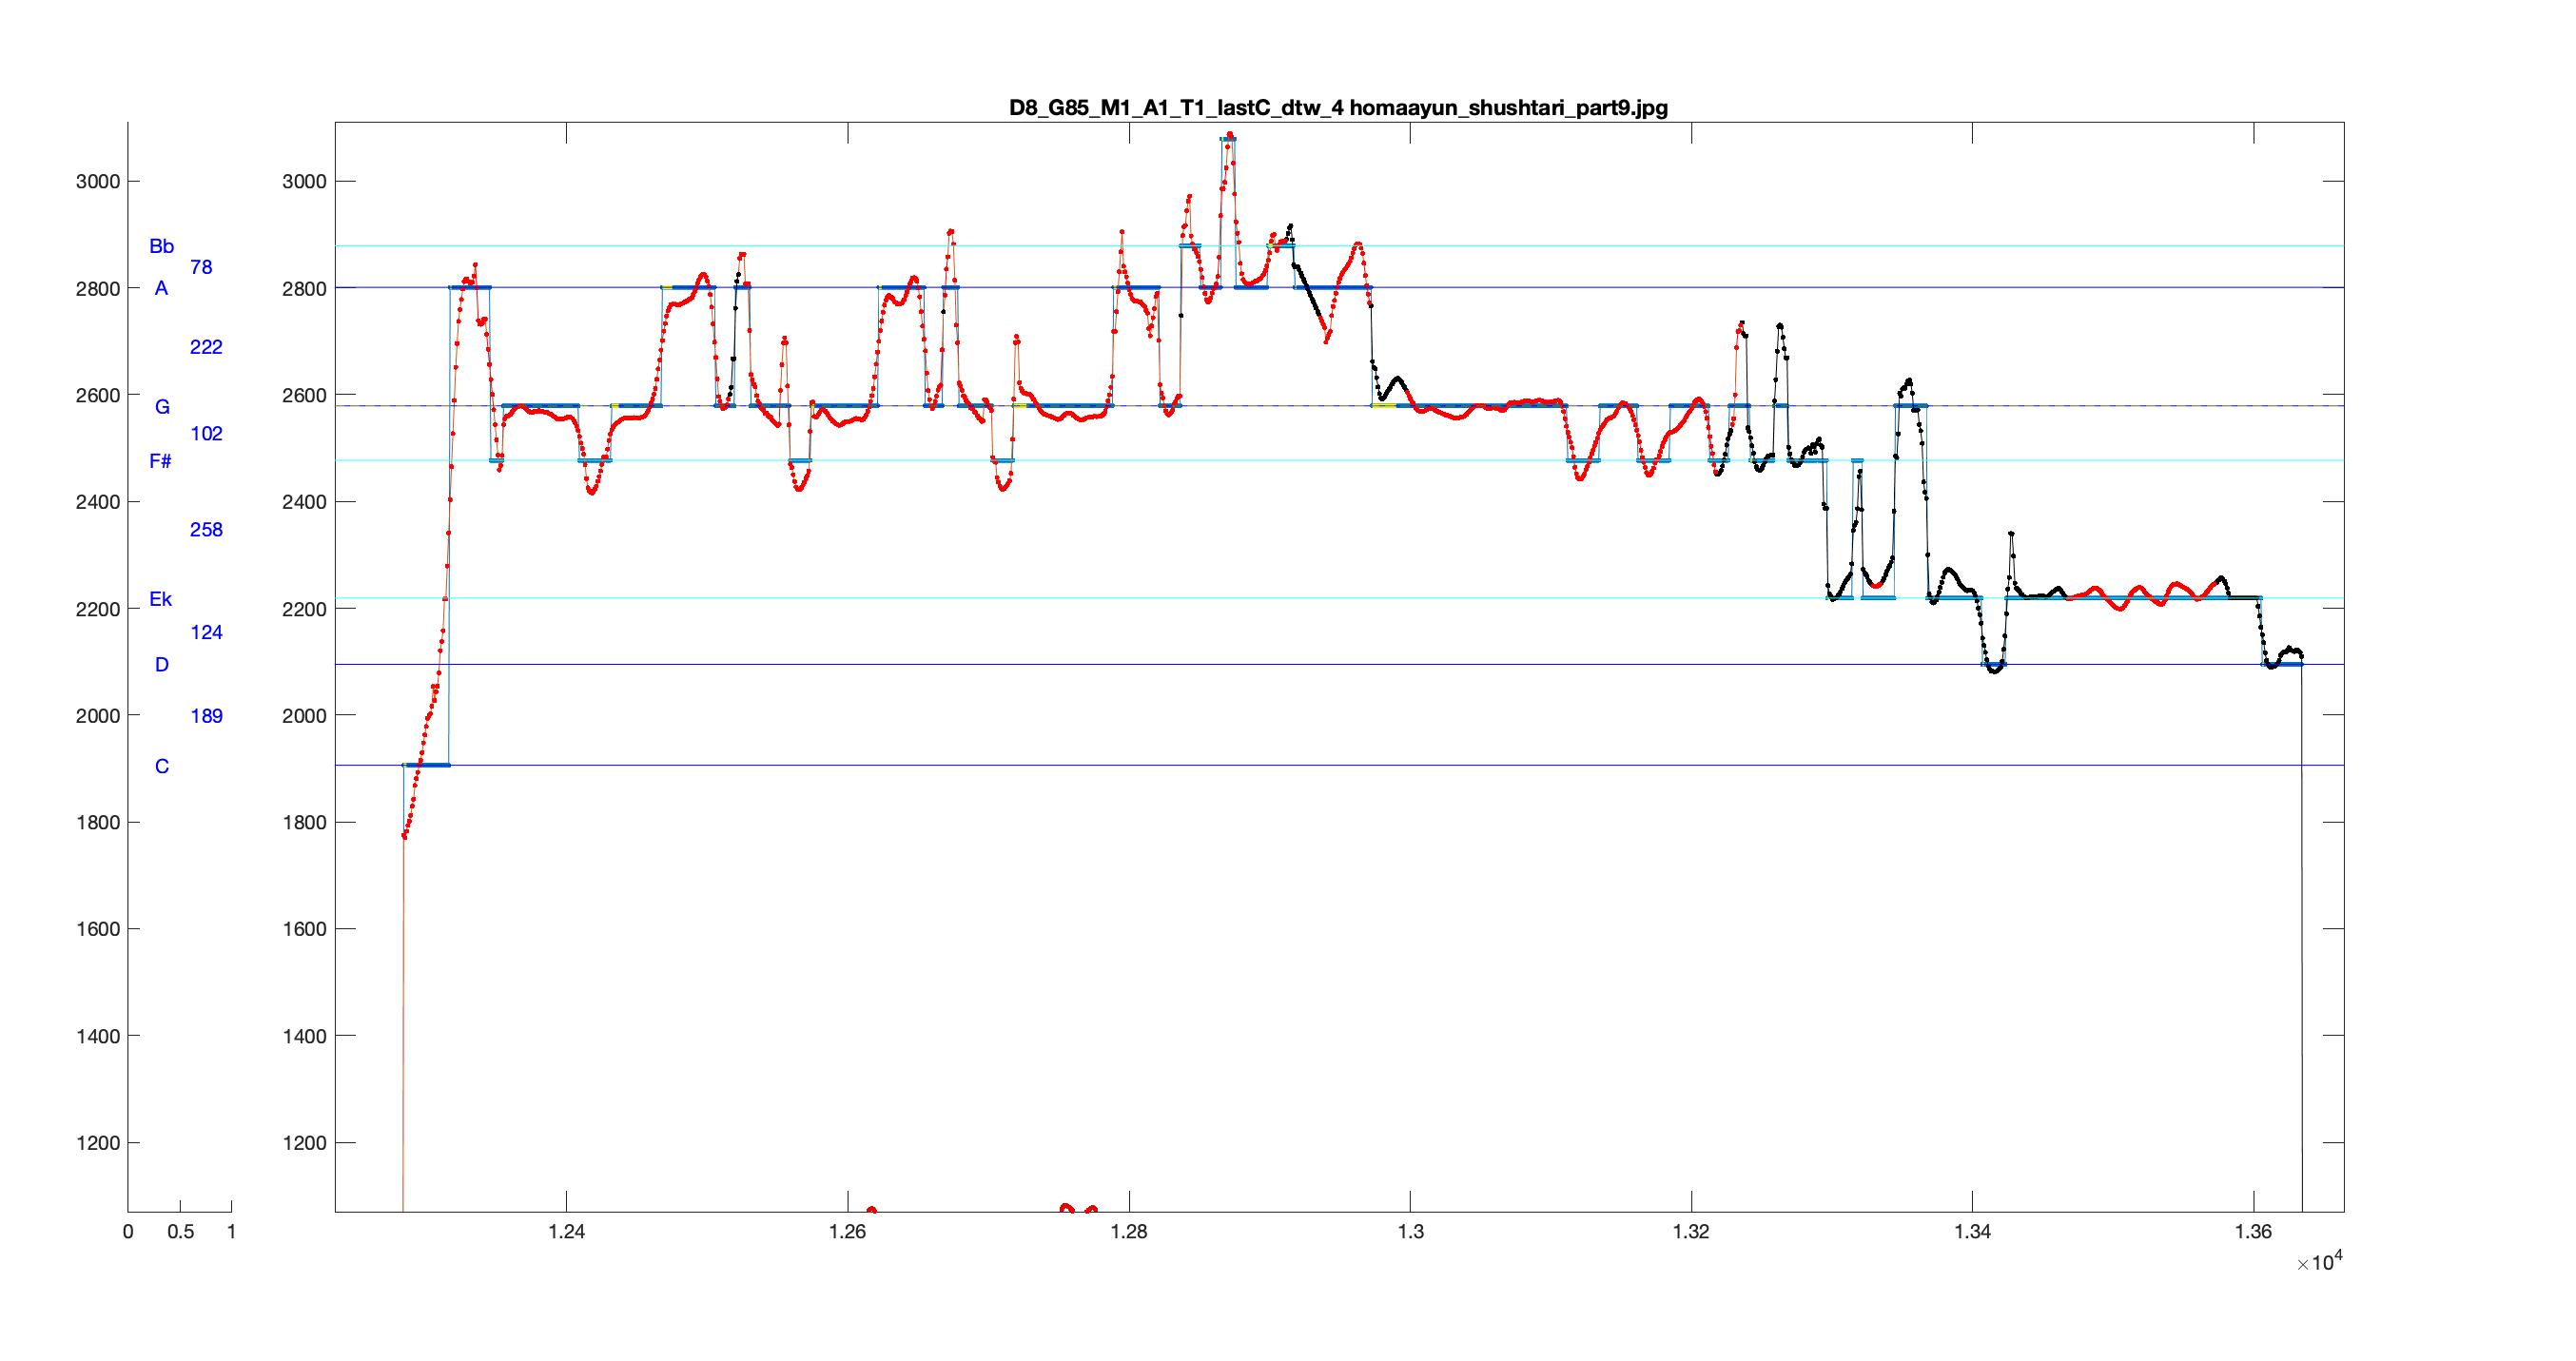 D8_G85_M1_A1_T1_lastC_dtw_4 homaayun_shushtari_part9.jpg
3000 3000
Bb
78
2800 A 2800
222
2600 2600
G
102
F#
2400 2400
258
Ek
2200 2200
124
D
2000 189 2000
C
1800 1800
1600 1600
1400 1400
1200 1200
0 0.5 1 1.24 1.26 1.28 1.3 1.32 1.34 1.36
×10⁴